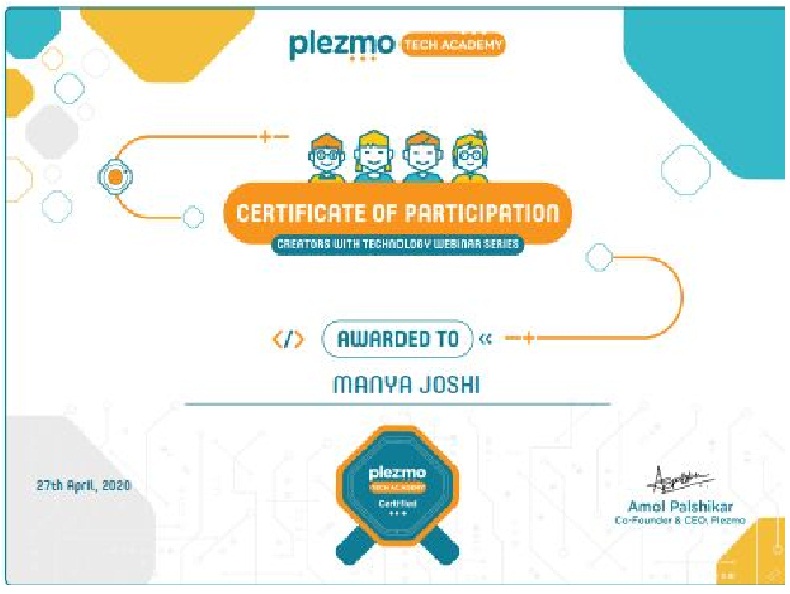 plezmo TECH ACADEMY
CERTIFICATE OF PARTICIPATION
CREATORS WITH TECHNOLOGY WEBINAR SERIES
</> AWARDED TO «
MANYA JOSHI
plezmo
TECH ACADEMY
Certified
27th April, 2020
Amol Palshikar
Co-Founder & CEO, Plezmo